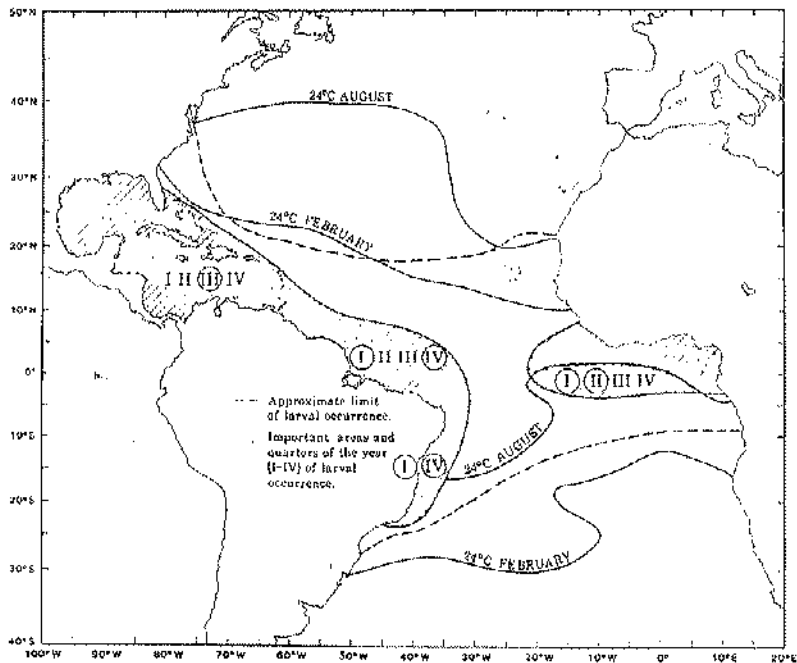 50°N
24°C AUGUST
40°N
30°N
24°C FEBRUARY
20°N
I II III IV
10°N
I II III IV
0°
I II III IV
--- Approximate limit
of larval occurrence.
Important areas and
quarters of the year
(I-IV) of larval
occurrence.
10°S
24°C AUGUST
I IV
20°S
24°C FEBRUARY
30°S
40°S
100°W 90°W 80°W 70°W 60°W 50°W 40°W 30°W 20°W 10°W 0° 10°E 20°E